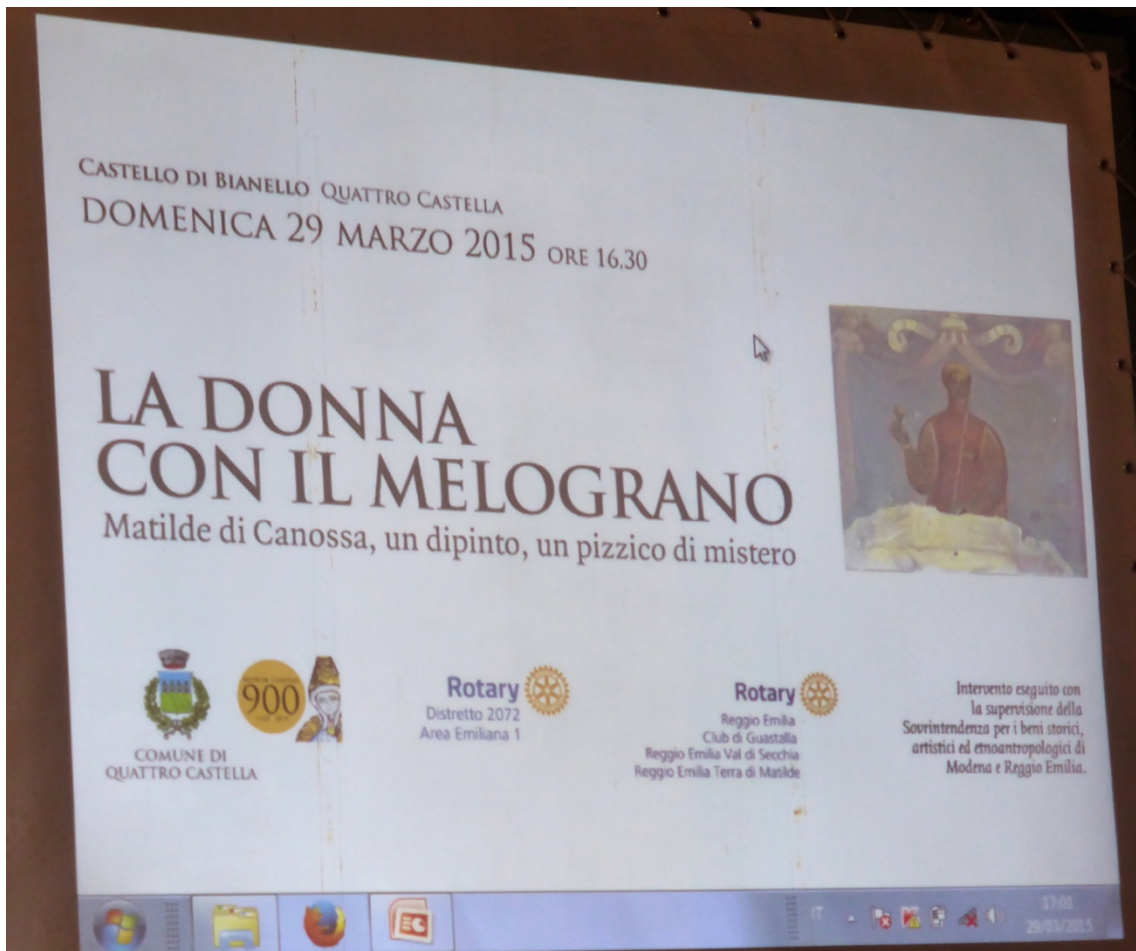 CASTELLO DI BIANELLO QUATTRO CASTELLA
DOMENICA 29 MARZO 2015 ORE 16,30
LA DONNA
CON IL MELOGRANO
Matilde di Canossa, un dipinto, un pizzico di mistero
COMUNE DI
QUATTRO CASTELLA
900
Rotary
Distretto 2072
Area Emiliana 1
Rotary
Reggio Emilia
Club di Guastalla
Reggio Emilia Val di Secchia
Reggio Emilia Terra di Matilde
Intervento eseguito con
la supervisione della
Sovrintendenza per i beni storici,
artistici ed etnoantropologici di
Modena e Reggio Emilia.
IT
17:01
29/03/2015